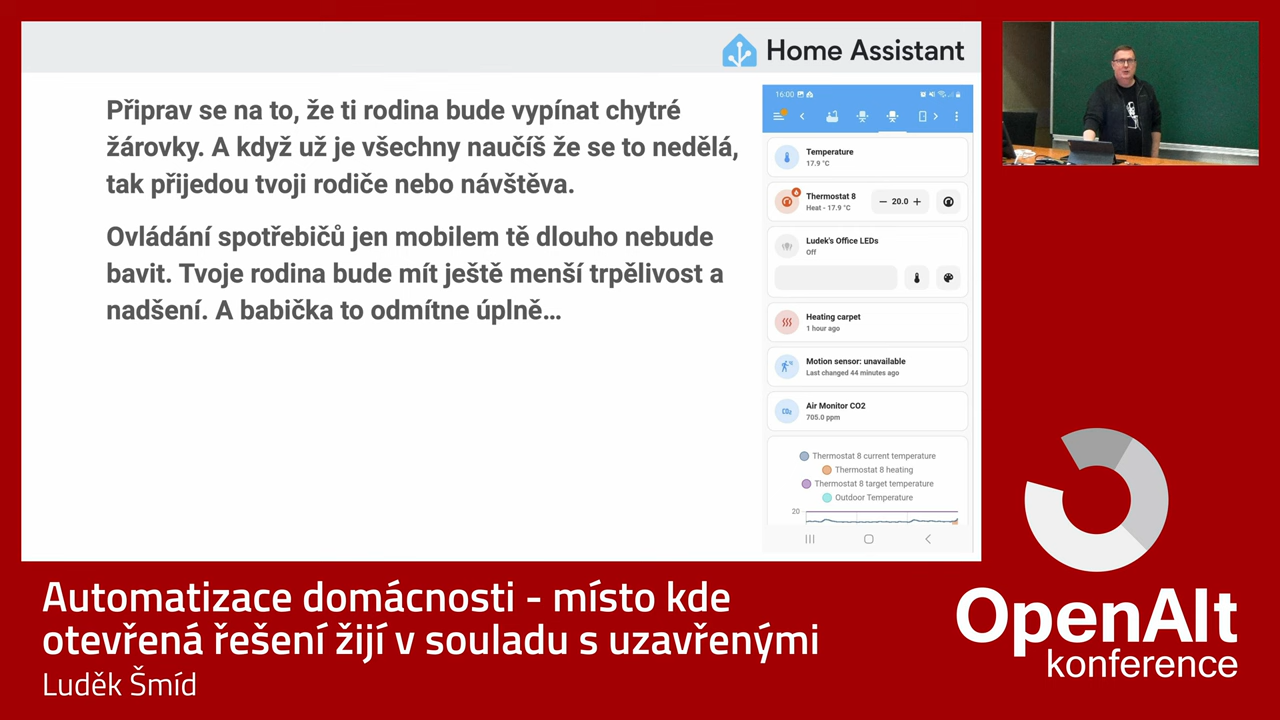 Home Assistant
Připrav se na to, že ti rodina bude vypínat chytré
žárovky. A když už je všechny naučíš že se to nedělá,
tak přijedou tvoji rodiče nebo návštěva.
Ovládání spotřebičů jen mobilem tě dlouho nebude
bavit. Tvoje rodina bude mít ještě menší trpělivost a
nadšení. A babička to odmítne úplně…
16:00
Temperature
17.9 °C
Thermostat 8
Heat - 17.9 °C
− 20.0 +
Ludek's Office LEDs
Off
Heating carpet
1 hour ago
Motion sensor: unavailable
Last changed 44 minutes ago
CO2
Air Monitor CO2
705.0 ppm
Thermostat 8 current temperature
Thermostat 8 heating
Thermostat 8 target temperature
Outdoor Temperature
20
Automatizace domácnosti - místo kde
otevřená řešení žijí v souladu s uzavřenými
Luděk Šmíd
OpenAlt
konference